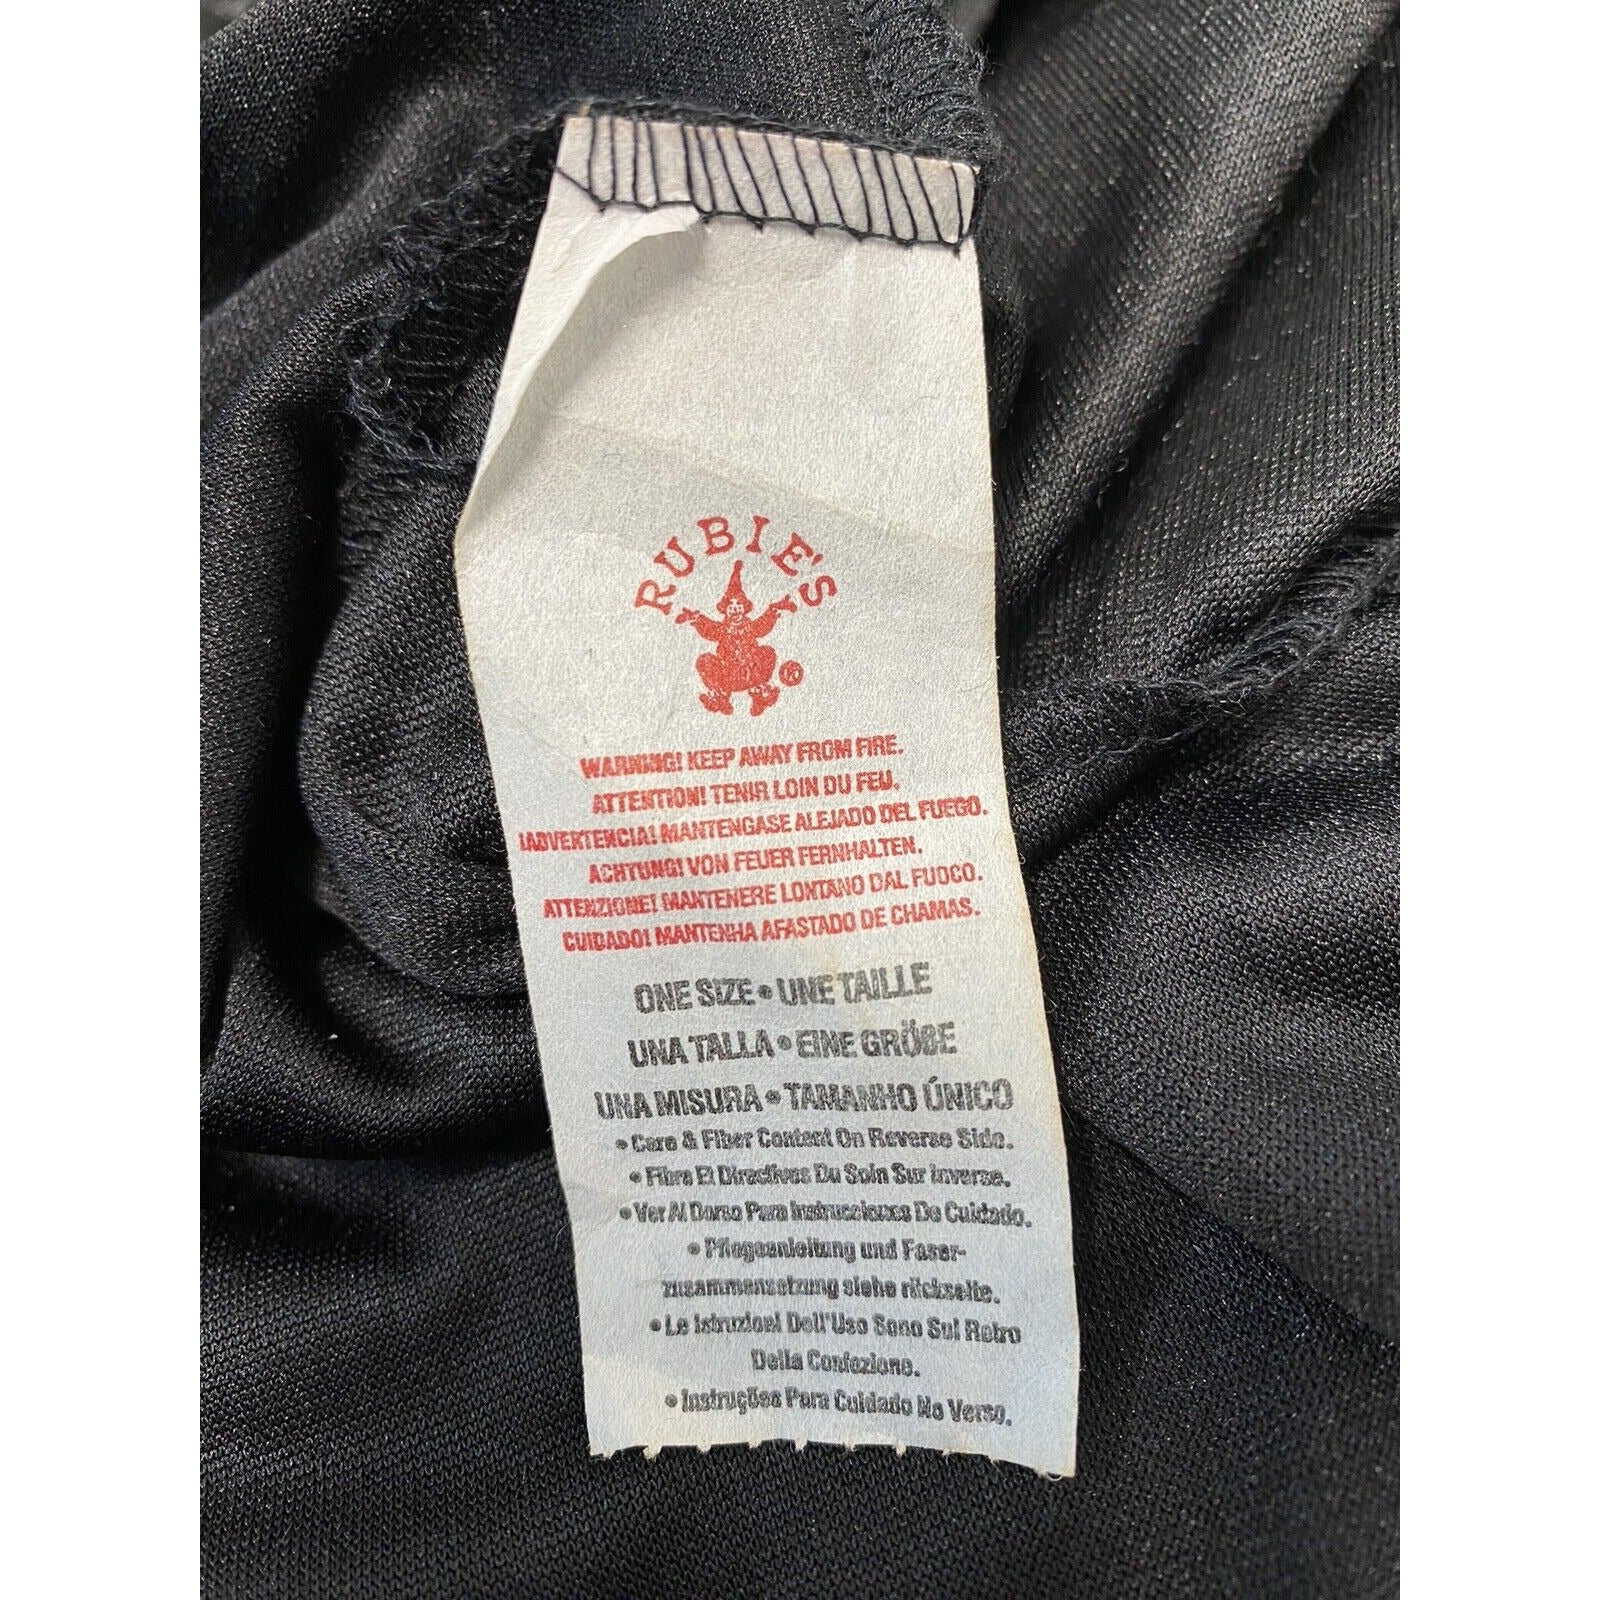 RUBIE'S
®
WARNING! KEEP AWAY FROM FIRE.
ATTENTION! TENIR LOIN DU FEU.
¡ADVERTENCIA! MANTENGASE ALEJADO DEL FUEGO.
ACHTUNG! VON FEUER FERNHALTEN.
ATTENZIONE! MANTENERE LONTANO DAL FUOCO.
CUIDADO! MANTENHA AFASTADO DE CHAMAS.
ONE SIZE • UNE TAILLE
UNA TALLA • EINE GRÖBE
UNA MISURA • TAMANHO ÚNICO
• Care & Fiber Content On Reverse Side.
• Fibre Et Directives Du Soin Sur Inverse.
• Ver Al Dorso Para Instrucciones De Cuidado.
• Pflegeanleitung und Faser-
zusammensetzung siehe rückseite.
• Le Istruzioni Dell'Uso Sono Sul Retro
Della Confezione.
• Instruções Para Cuidado No Verso.